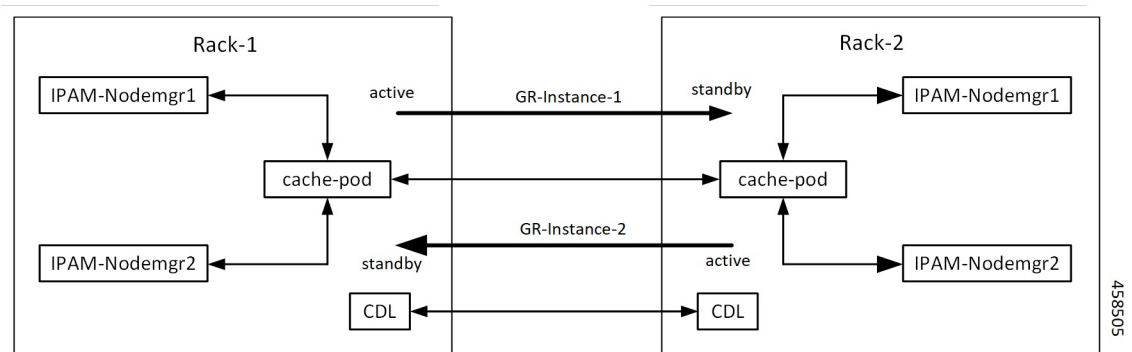 Rack-1
Rack-2
IPAM-Nodemgr1
active
GR-Instance-1
standby
IPAM-Nodemgr1
cache-pod
cache-pod
GR-Instance-2
IPAM-Nodemgr2
standby
active
IPAM-Nodemgr2
CDL
CDL
458505